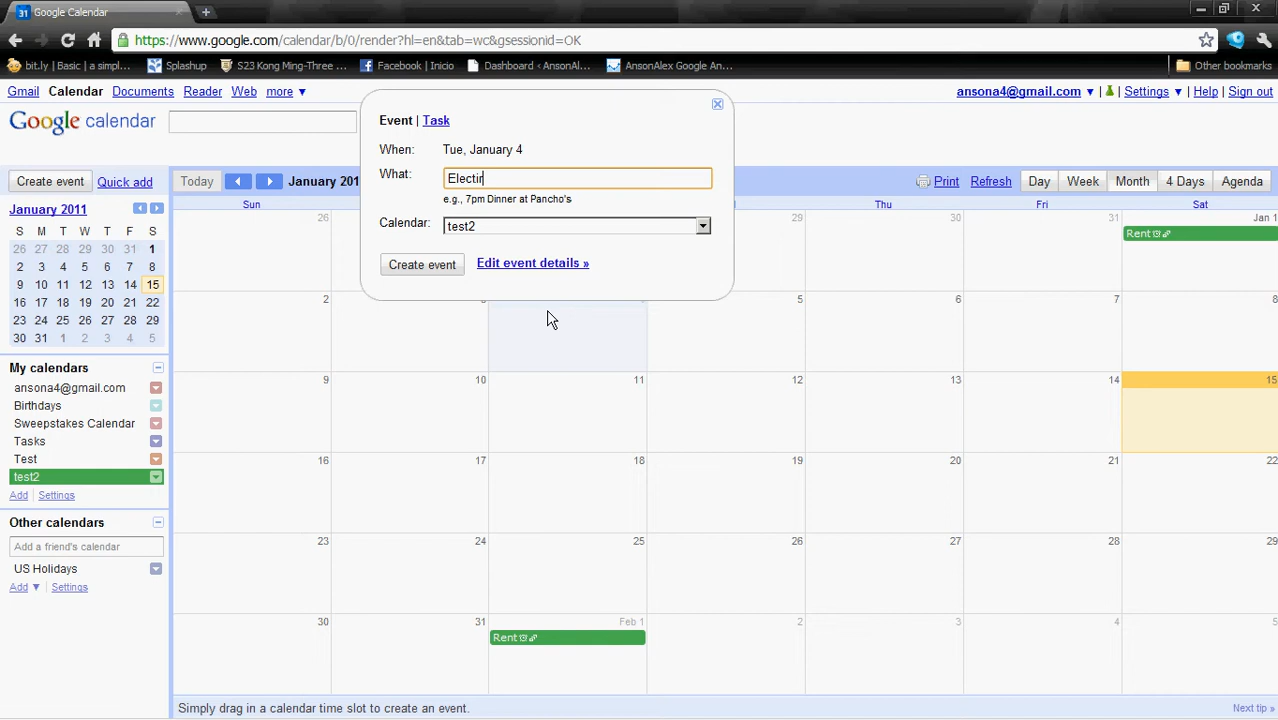 Google Calendar
https://www.google.com/calendar/b/0/render?hl=en&tab=wc&gsessionid=OK
bit.ly | Basic | a simpl... Splashup S23 Kong Ming-Three ... Facebook | Inicio Dashboard ‹ AnsonAl... AnsonAlex Google An... Other bookmarks
Gmail Calendar Documents Reader Web more ▼ ansona4@gmail.com ▼ | Settings ▼ | Help | Sign out
Google calendar
Event | Task
When: Tue, January 4
What: Electir
e.g., 7pm Dinner at Pancho's
Calendar: test2
Create event Edit event details »
Create event Quick add Today January 201 Print Refresh Day Week Month 4 Days Agenda
Sun Thu Fri Sat
January 2011
S M T W T F S
26 27 28 29 30 31 1
2 3 4 5 6 7 8
9 10 11 12 13 14 15
16 17 18 19 20 21 22
23 24 25 26 27 28 29
30 31 1 2 3 4 5
26 29 30 31 Jan 1
Rent
2 3 5 6 7 8
9 10 11 12 13 14 15
16 17 18 19 20 21 22
23 24 25 26 27 28 29
30 31 Feb 1 2 3 4 5
Rent
My calendars
ansona4@gmail.com
Birthdays
Sweepstakes Calendar
Tasks
Test
test2
Add Settings
Other calendars
Add a friend's calendar
US Holidays
Add ▼ Settings
Simply drag in a calendar time slot to create an event. Next tip »